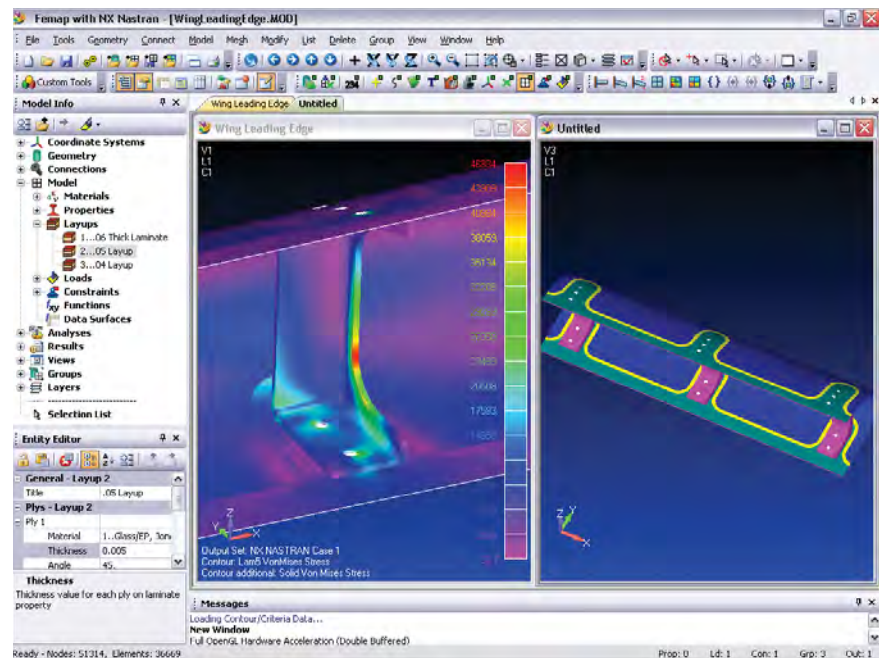 Femap with NX Nastran - [WingLeadingEdge.MOD]
File Tools Geometry Connect Model Mesh Modify List Delete Group View Window Help
Custom Tools
Model Info
Wing Leading Edge Untitled
Coordinate Systems
Geometry
Connections
Model
Materials
Properties
Layups
1...06 Thick Laminate
2...05 Layup
3...04 Layup
Loads
Constraints
Functions
Data Surfaces
Analyses
Results
Views
Groups
Layers
Selection List
Entity Editor
General - Layup 2
Title .05 Layup
Plys - Layup 2
Ply 1
Material 1..Glass/EP, 3on
Thickness 0.005
Angle 45.
Thickness
Thickness value for each ply on laminate
property
Wing Leading Edge
V1
L1
C1
38059
35134
17583
Z
Y
X
Output Set: NX NASTRAN Case 1
Contour: Lam5 VonMises Stress
Contour additional: Solid Von Mises Stress
Untitled
V3
L1
C1
Z
Y
X
Messages
Loading Contour/Criteria Data...
New Window
Full OpenGL Hardware Acceleration (Double Buffered)
Ready - Nodes: 51314, Elements: 36669
Prop: 0 Ld: 1 Con: 1 Grp: 3 Out: 1